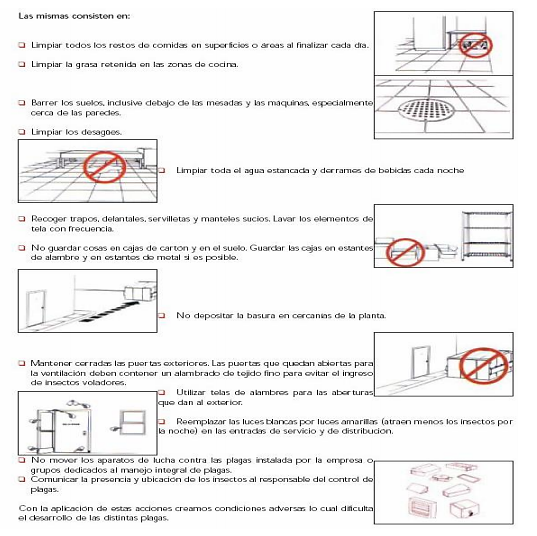 Las mismas consisten en:
❑ Limpiar todos los restos de comidas en superficies o áreas al finalizar cada día.
❑ Limpiar la grasa retenida en las zonas de cocina.
❑ Barrer los suelos, inclusive debajo de las mesadas y las máquinas, especialmente
cerca de las paredes.
❑ Limpiar los desagües.
❑ Limpiar toda el agua estancada y derrames de bebidas cada noche
❑ Recoger trapos, delantales, servilletas y manteles sucios. Lavar los elementos de
tela con frecuencia.
❑ No guardar cosas en cajas de cartón y en el suelo. Guardar las cajas en estantes
de alambre y en estantes de metal si es posible.
❑ No depositar la basura en cercanías de la planta.
❑ Mantener cerradas las puertas exteriores. Las puertas que quedan abiertas para
la ventilación deben contener un alambrado de tejido fino para evitar el ingreso
de insectos voladores.
❑ Utilizar telas de alambres para las aberturas
que dan al exterior.
❑ Reemplazar las luces blancas por luces amarillas (atraen menos los insectos por
la noche) en las entradas de servicio y de distribución.
❑ No mover los aparatos de lucha contra las plagas instalada por la empresa o
grupos dedicados al manejo integral de plagas.
❑ Comunicar la presencia y ubicación de los insectos al responsable del control de
plagas.
Con la aplicación de estas acciones creamos condiciones adversas lo cual dificulta
el desarrollo de las distintas plagas.